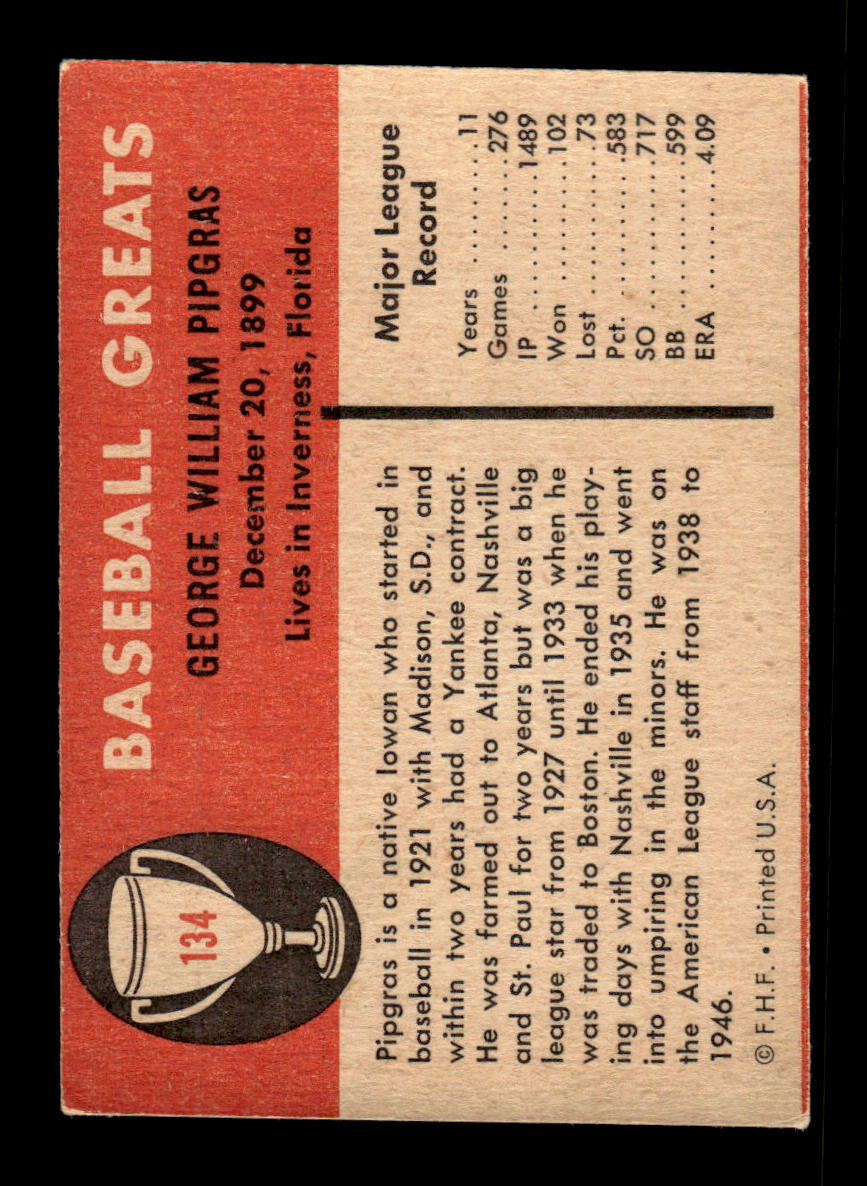 BASEBALL GREATS
134
GEORGE WILLIAM PIPGRAS
December 20, 1899
Lives in Inverness, Florida
Pipgras is a native Iowan who started in
baseball in 1921 with Madison, S.D., and
within two years had a Yankee contract.
He was farmed out to Atlanta, Nashville
and St. Paul for two years but was a big
league star from 1927 until 1933 when he
was traded to Boston. He ended his play-
ing days with Nashville in 1935 and went
into umpiring in the minors. He was on
the American League staff from 1938 to
1946.
© F.H.F. • Printed U.S.A.
Major League
Record
Years .........11
Games .......276
IP ...........1489
Won .........102
Lost ..........73
Pct. .........583
SO ..........717
BB ..........599
ERA .........4.09